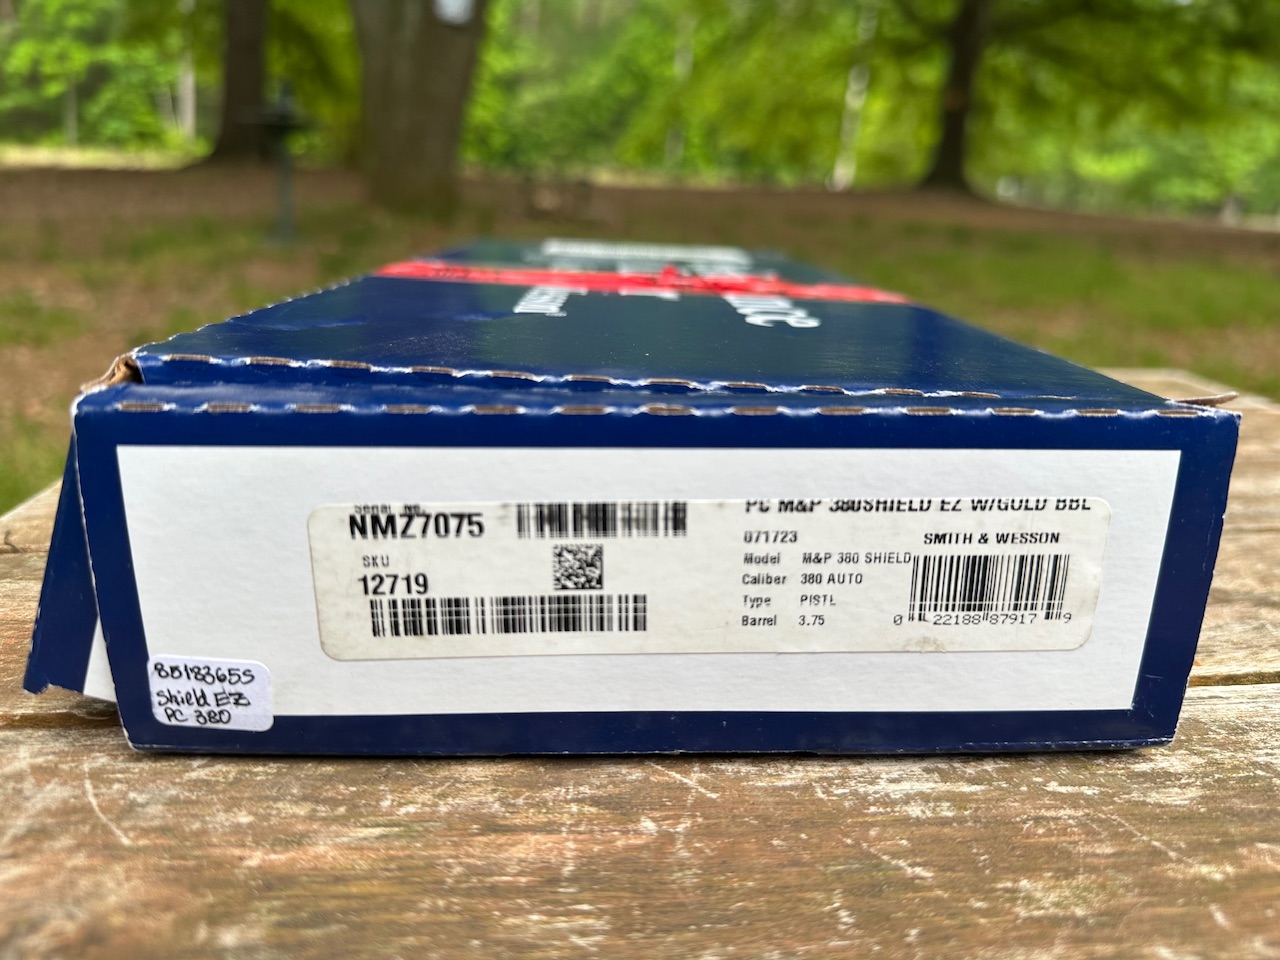 Serial No.
NMZ7075
SKU
12719
PC M&P 380SHIELD EZ W/GOLD BBL
071723
SMITH & WESSON
Model M&P 380 SHIELD
Caliber 380 AUTO
Type PISTL
Barrel 3.75
0 22188 87917 9
85183655
Shield EZ
PC 380